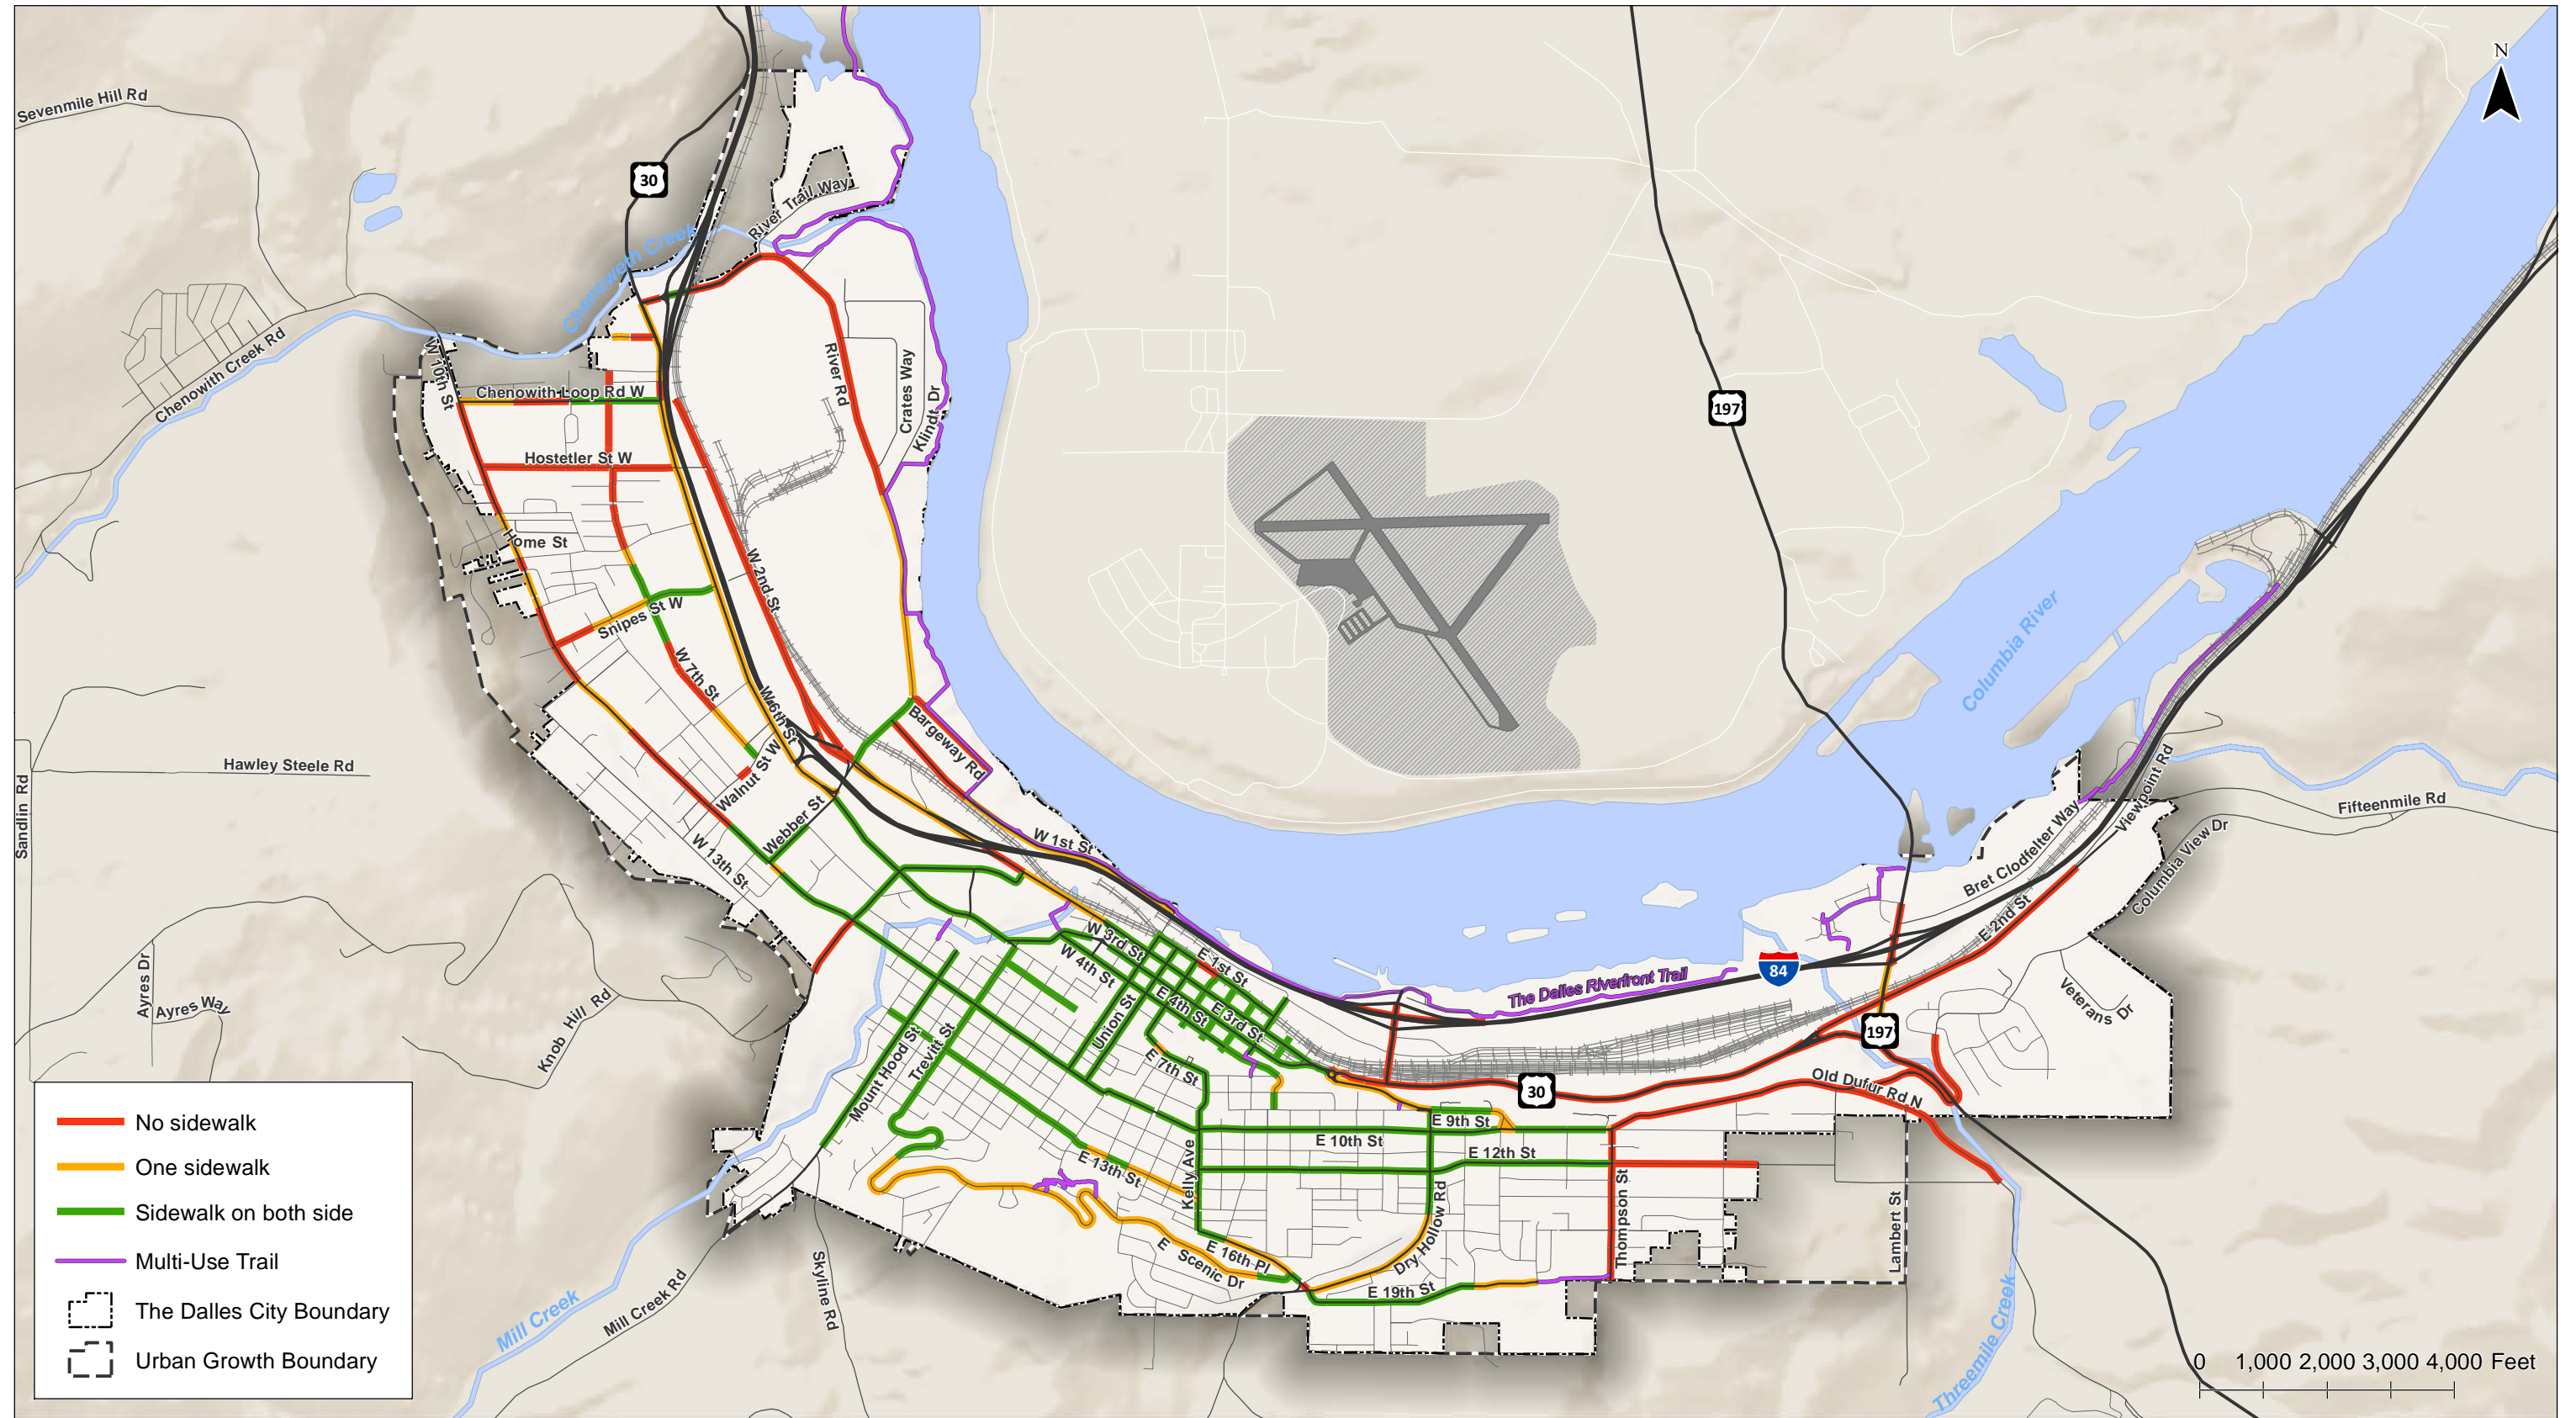 N
Sevenmile Hill Rd
30
River Trail Way
Chenoweth Creek
Chenowith Creek Rd
W 10th St
Chenowith Loop Rd W
River Rd
Crates Way
Klindt Dr
197
Hostetler St W
Home St
W 2nd St
Snipes St W
W 7th St
W 6th St
Bargeway Rd
Columbia River
Hawley Steele Rd
Sandlin Rd
Walnut St W
Webber St
W 13th St
W 1st St
Viewpoint Rd
Fifteenmile Rd
Bret Clodfelter Way
Columbia View Dr
E 2nd St
W 3rd St
W 4th St
E 1st St
84
The Dalles Riverfront Trail
Ayres Dr
Ayres Way
Knob Hill Rd
Union St
E 4th St
E 3rd St
Veterans Dr
197
Mount Hood St
Trevitt St
E 7th St
30
Old Dufur Rd N
E 9th St
E 10th St
E 12th St
E 13th St
Kelly Ave
Thompson St
Dry Hollow Rd
Lambert St
E 16th Pl
E Scenic Dr
E 19th St
Skyline Rd
Mill Creek Rd
Mill Creek
Threemile Creek
No sidewalk
One sidewalk
Sidewalk on both side
Multi-Use Trail
The Dalles City Boundary
Urban Growth Boundary
0 1,000 2,000 3,000 4,000 Feet